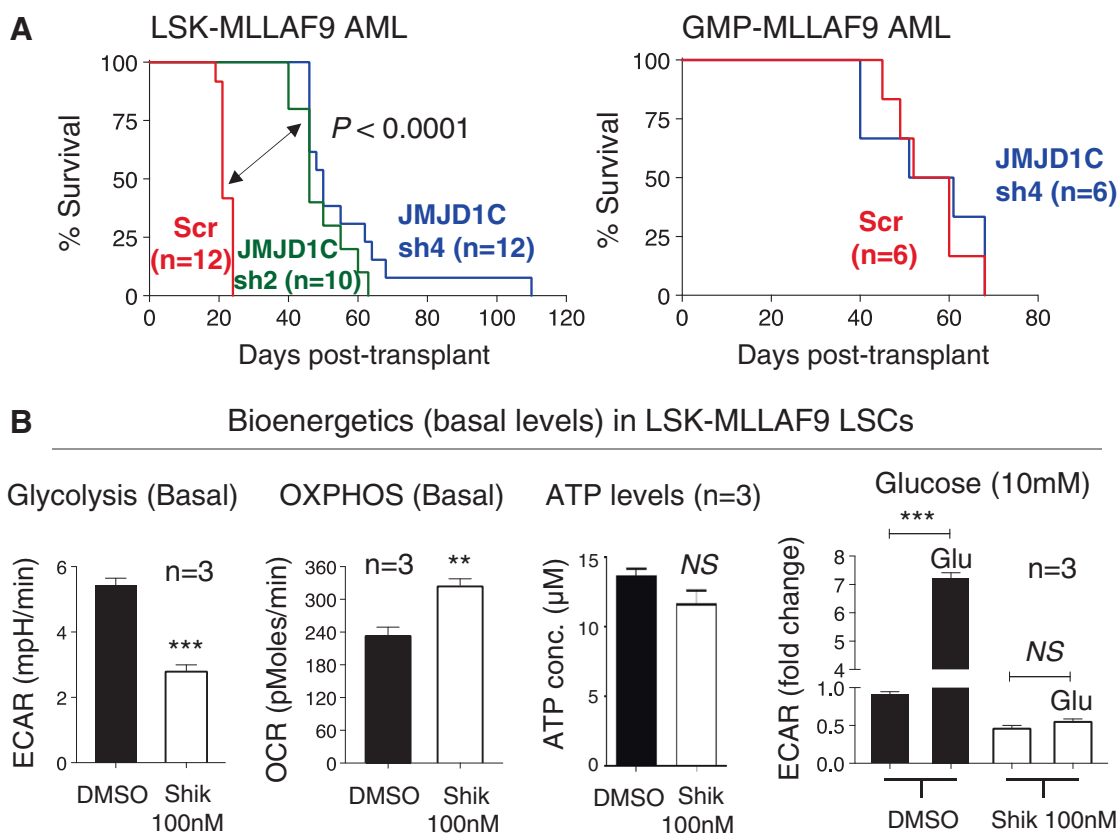 A
LSK-MLLAF9 AML
% Survival
100
75
50
25
0
P < 0.0001
Scr
(n=12)
JMJD1C
sh2 (n=10)
JMJD1C
sh4 (n=12)
0 20 40 60 80 100 120
Days post-transplant
GMP-MLLAF9 AML
% Survival
100
75
50
25
0
JMJD1C
sh4 (n=6)
Scr
(n=6)
0 20 40 60 80
Days post-transplant
B
Bioenergetics (basal levels) in LSK-MLLAF9 LSCs
Glycolysis (Basal)
ECAR (mpH/min)
6
4
2
0
n=3
***
DMSO Shik
100nM
OXPHOS (Basal)
OCR (pMoles/min)
360
300
240
180
120
60
0
n=3
**
DMSO Shik
100nM
ATP levels (n=3)
ATP conc. (µM)
15
10
5
0
NS
DMSO Shik
100nM
Glucose (10mM)
ECAR (fold change)
8
7
6
5
4
1.0
0.5
0.0
***
Glu
n=3
NS
Glu
DMSO Shik 100nM